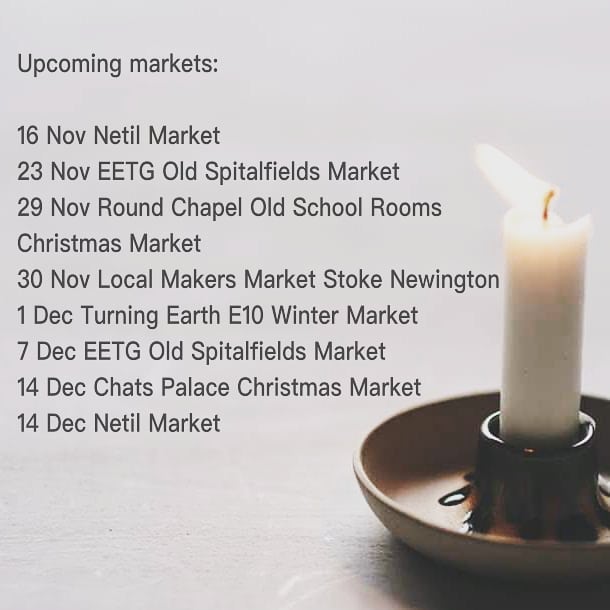 Upcoming markets:
16 Nov Netil Market
23 Nov EETG Old Spitalfields Market
29 Nov Round Chapel Old School Rooms
Christmas Market
30 Nov Local Makers Market Stoke Newington
1 Dec Turning Earth E10 Winter Market
7 Dec EETG Old Spitalfields Market
14 Dec Chats Palace Christmas Market
14 Dec Netil Market